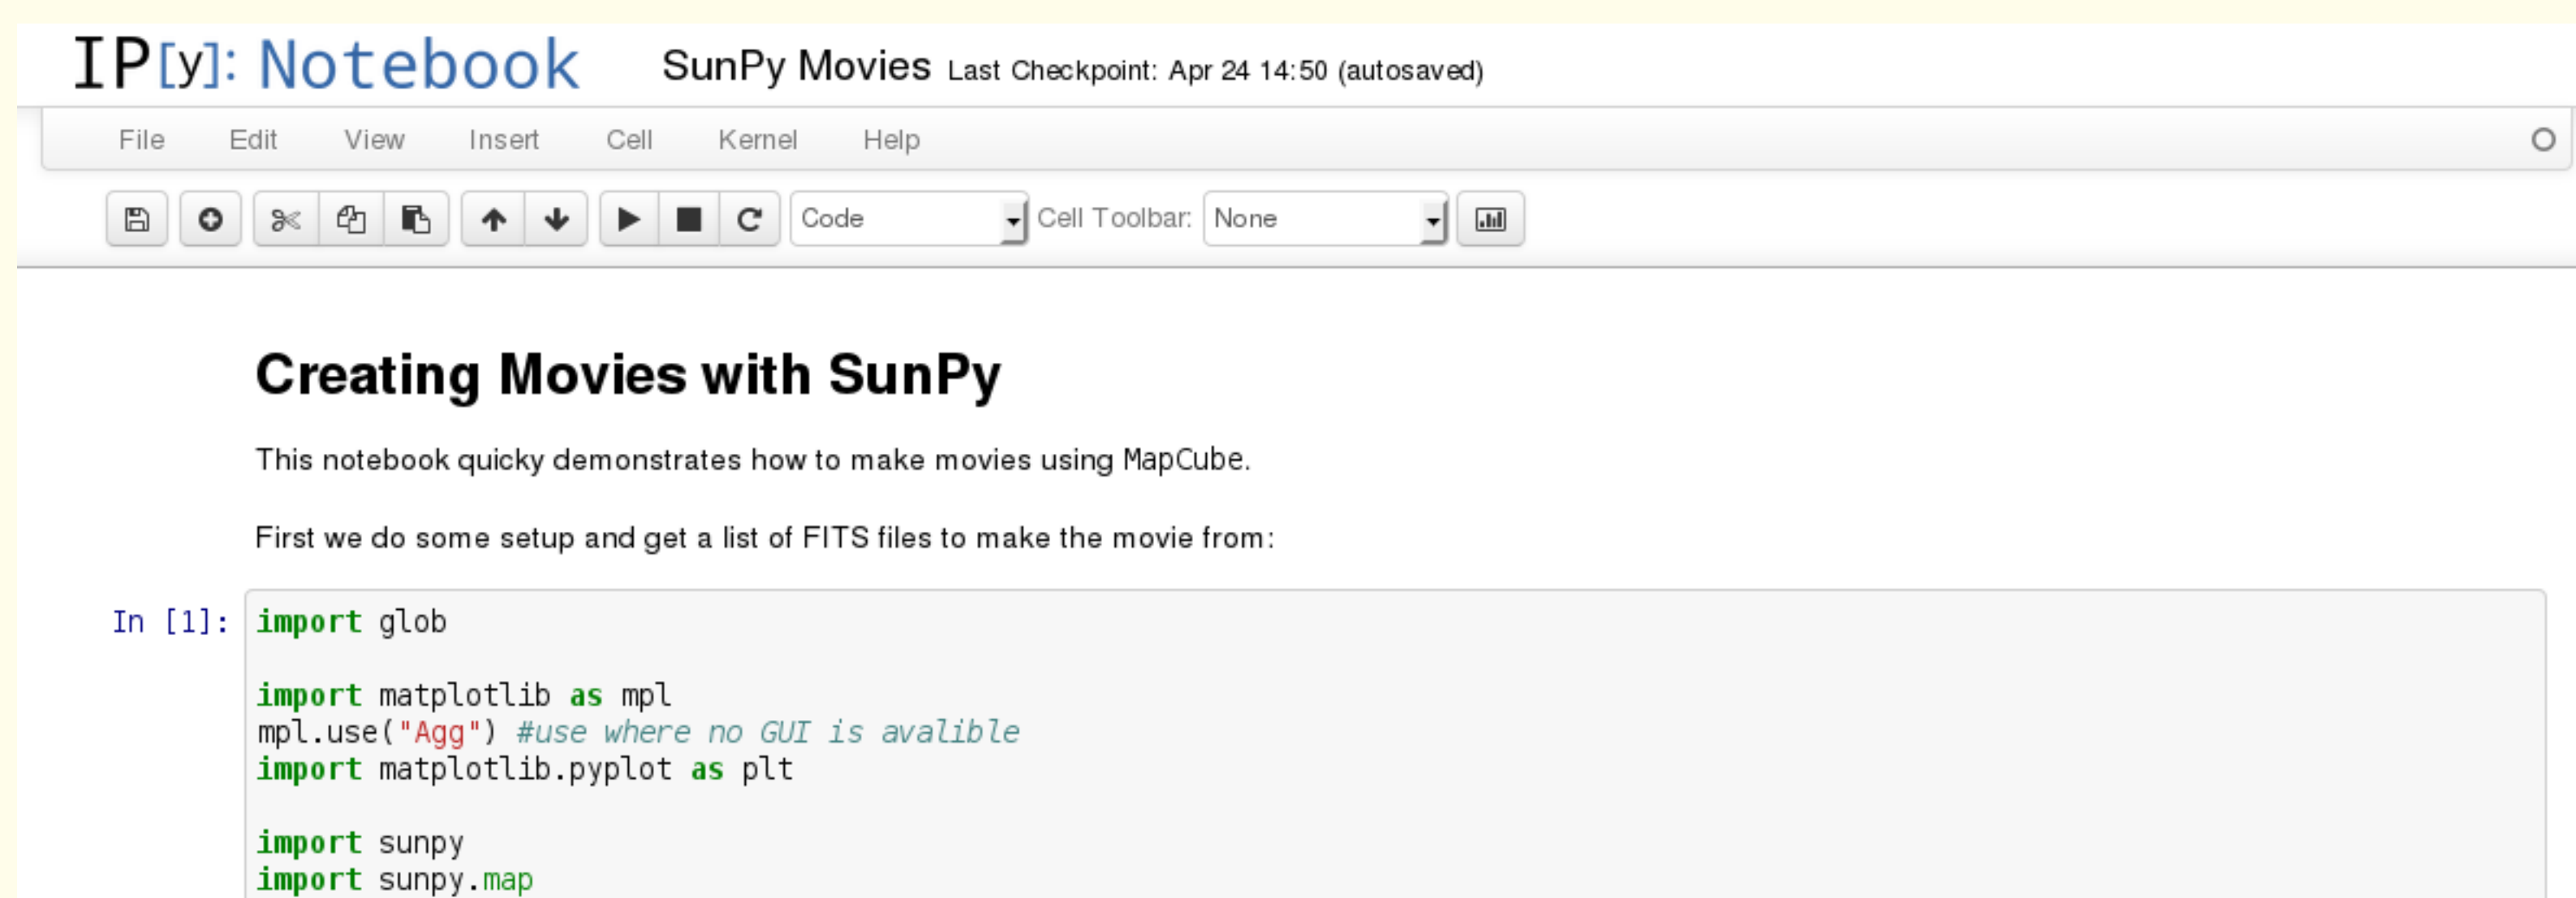 IP[y]: Notebook SunPy Movies Last Checkpoint: Apr 24 14:50 (autosaved)
File Edit View Insert Cell Kernel Help
Code Cell Toolbar: None
Creating Movies with SunPy
This notebook quicky demonstrates how to make movies using MapCube.
First we do some setup and get a list of FITS files to make the movie from:
In [1]: import glob
import matplotlib as mpl
mpl.use("Agg") #use where no GUI is avalible
import matplotlib.pyplot as plt
import sunpy
import sunpy.map